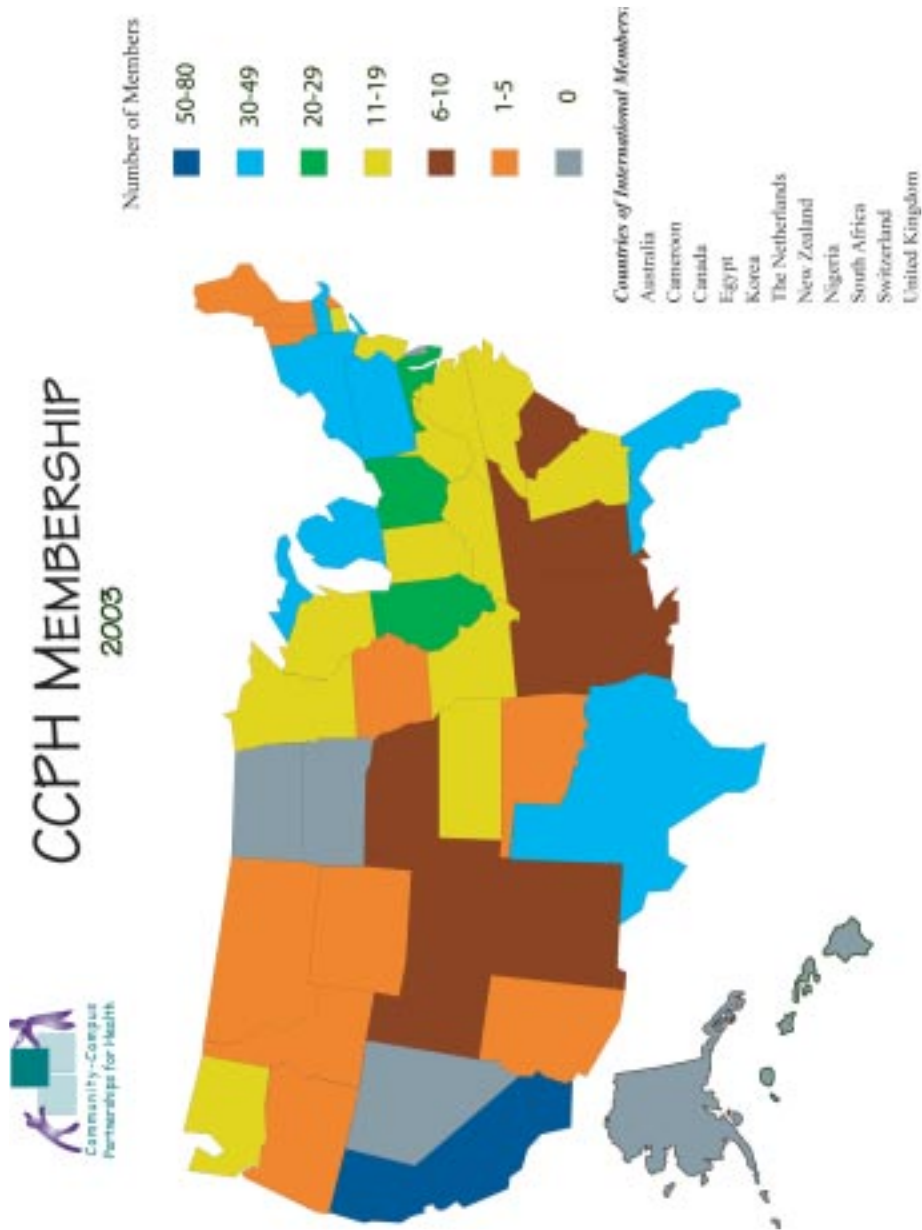 Community-Campus
Partnerships for Health
CCPH MEMBERSHIP
2003
Number of Members
50-80
30-49
20-29
11-19
6-10
1-5
0
Countries of International Members:
Australia
Cameroon
Canada
Egypt
Korea
The Netherlands
New Zealand
Nigeria
South Africa
Switzerland
United Kingdom